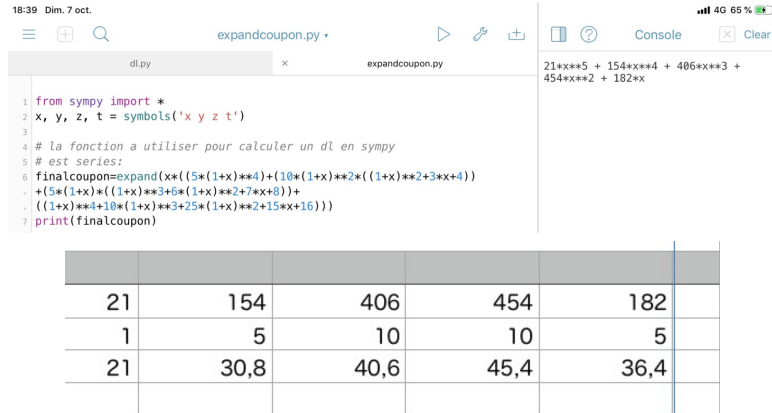 18:39 Dim. 7 oct.
4G 65 %
expandcoupon.py
Console
Clear
dl.py
expandcoupon.py
1 from sympy import *
2 x, y, z, t = symbols('x y z t')
3
4 # la fonction a utiliser pour calculer un dl en sympy
5 # est series:
6 finalcoupon=expand(x*((5*(1+x)**4)+(10*(1+x)**2*((1+x)**2+3*x+4))
+(5*(1+x)*((1+x)**3+6*(1+x)**2+7*x+8))+
((1+x)**4+10*(1+x)**3+25*(1+x)**2+15*x+16)))
7 print(finalcoupon)
21*x**5 + 154*x**4 + 406*x**3 +
454*x**2 + 182*x
21 154 406 454 182
1 5 10 10 5
21 30,8 40,6 45,4 36,4